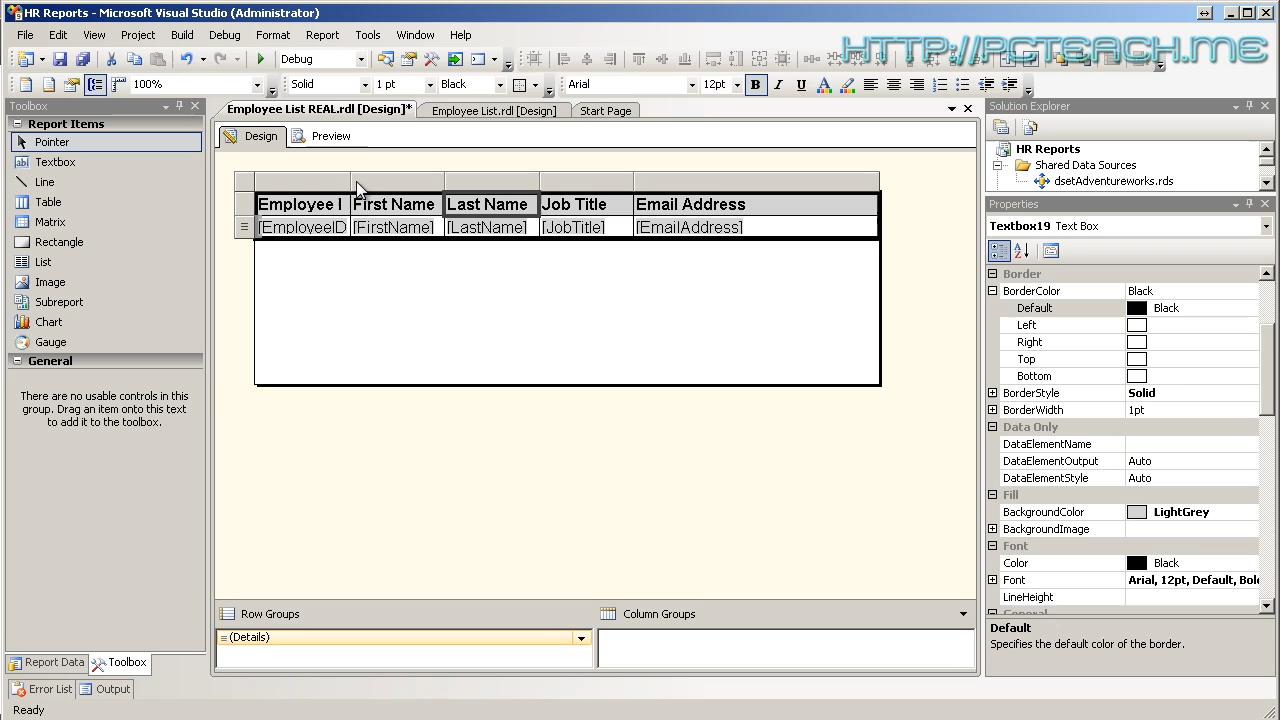 HR Reports - Microsoft Visual Studio (Administrator)
File Edit View Project Build Debug Format Report Tools Window Help
Debug
HTTP://PCTEACH.ME
100% Solid 1 pt Black Arial 12pt B I U A
Toolbox
Report Items
Pointer
Textbox
Line
Table
Matrix
Rectangle
List
Image
Subreport
Chart
Gauge
General
There are no usable controls in this
group. Drag an item onto this text
to add it to the toolbox.
Report Data Toolbox
Employee List REAL.rdl [Design]* Employee List.rdl [Design] Start Page
Design Preview
Employee I First Name Last Name Job Title Email Address
[EmployeeID [FirstName] [LastName] [JobTitle] [EmailAddress]
Row Groups Column Groups
(Details)
Solution Explorer
HR Reports
Shared Data Sources
dsetAdventureworks.rds
Properties
Textbox19 Text Box
Border
BorderColor Black
Default Black
Left
Right
Top
Bottom
BorderStyle Solid
BorderWidth 1pt
Data Only
DataElementName
DataElementOutput Auto
DataElementStyle Auto
Fill
BackgroundColor LightGrey
BackgroundImage
Font
Color Black
Font Arial, 12pt, Default, Bol
LineHeight
General
Default
Specifies the default color of the border.
Error List Output
Ready